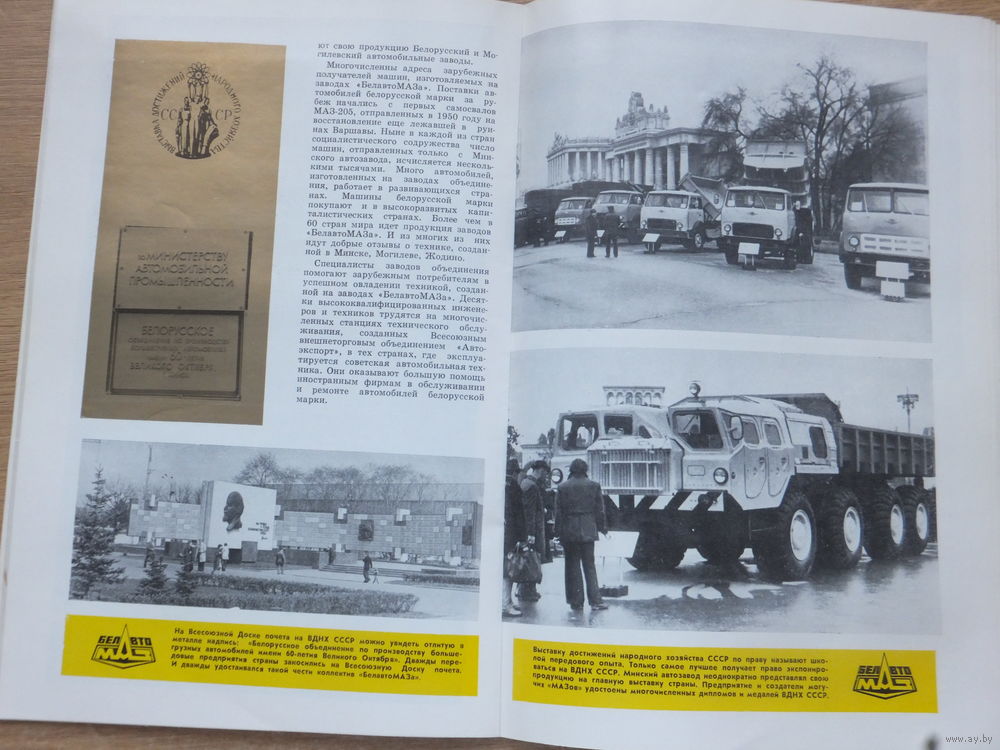 ВЫСТАВКА ДОСТИЖЕНИЙ НАРОДНОГО ХОЗЯЙСТВА
СССР
МИНИСТЕРСТВУ
АВТОМОБИЛЬНОЙ
ПРОМЫШЛЕННОСТИ
БЕЛОРУССКОЕ
60-ЛЕТИЯ
ВЕЛИКОГО ОКТЯБРЯ
ют свою продукцию Белорусский и Мо-
гилевский автомобильные заводы.
Многочисленны адреса зарубежных
получателей машин, изготовляемых на
заводах «БелавтоМАЗа». Поставки ав-
томобилей белорусской марки за ру-
беж начались с первых самосвалов
МАЗ-205, отправленных в 1950 году на
восстановление еще лежавшей в руи-
нах Варшавы. Ныне в каждой из стран
социалистического содружества число
машин, отправленных только с Мин-
ского автозавода, исчисляется несколь-
кими тысячами. Много автомобилей,
изготовленных на заводах объедине-
ния, работает в развивающихся стра-
нах. Машины белорусской марки
покупают и в высокоразвитых капи-
талистических странах. Более чем в
60 стран мира идет продукция заводов
«БелавтоМАЗа». И из многих из них
идут добрые отзывы о технике, создан-
ной в Минске, Могилеве, Жодино.
Специалисты заводов объединения
помогают зарубежным потребителям в
успешном овладении техникой, создан-
ной на заводах «БелавтоМАЗа». Десят-
ки высококвалифицированных инжене-
ров и техников трудятся на многочис-
ленных станциях технического обслу-
живания, созданных Всесоюзным
внешнеторговым объединением «Авто-
экспорт», в тех странах, где эксплуа-
тируется советская автомобильная тех-
ника. Они оказывают большую помощь
иностранным фирмам в обслуживании
и ремонте автомобилей белорусской
марки.
БЕЛАВТО
МАЗ
На Всесоюзной Доске почета на ВДНХ СССР можно увидеть отлитую в
металле надпись: «Белорусское объединение по производству больше-
грузных автомобилей имени 60-летия Великого Октября». Дважды пере-
довые предприятия страны заносились на Всесоюзную Доску почета.
И дважды удостаивался такой чести коллектив «БелавтоМАЗа».
Выставку достижений народного хозяйства СССР по праву называют шко-
лой передового опыта. Только самое лучшее получает право экспониро-
ваться на ВДНХ СССР. Минский автозавод неоднократно представлял свою
продукцию на главную выставку страны. Предприятие и создатели могу-
чих «МАЗов» удостоены многочисленных дипломов и медалей ВДНХ СССР.
БЕЛАВТО
МАЗ
www.ay.by